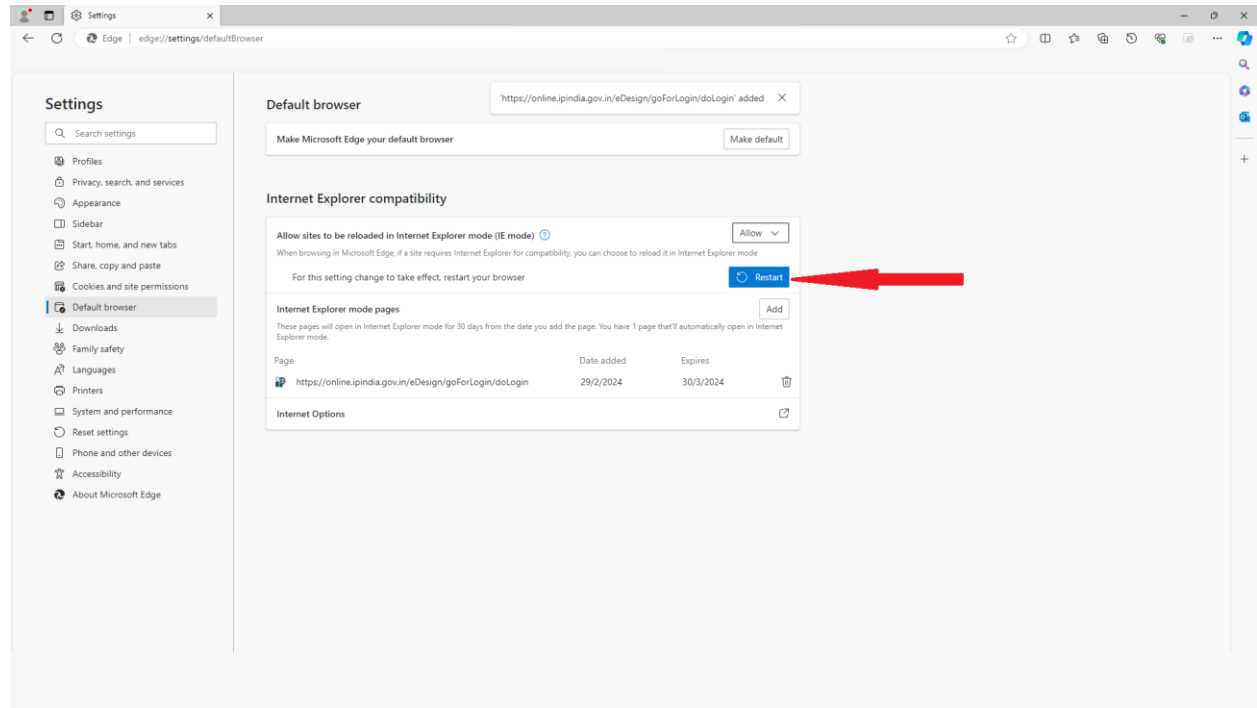 Settings
Edge
edge://settings/defaultBrowser
Settings
Search settings
Profiles
Privacy, search, and services
Appearance
Sidebar
Start, home, and new tabs
Share, copy and paste
Cookies and site permissions
Default browser
Downloads
Family safety
Languages
Printers
System and performance
Reset settings
Phone and other devices
Accessibility
About Microsoft Edge
'https://online.ipindia.gov.in/eDesign/goForLogin/doLogin' added
Default browser
Make Microsoft Edge your default browser
Make default
Internet Explorer compatibility
Allow sites to be reloaded in Internet Explorer mode (IE mode)
Allow
When browsing in Microsoft Edge, if a site requires Internet Explorer for compatibility, you can choose to reload it in Internet Explorer mode
For this setting change to take effect, restart your browser
Restart
Internet Explorer mode pages
Add
These pages will open in Internet Explorer mode for 30 days from the date you add the page. You have 1 page that'll automatically open in Internet
Explorer mode.
Page Date added Expires
https://online.ipindia.gov.in/eDesign/goForLogin/doLogin 29/2/2024 30/3/2024
Internet Options